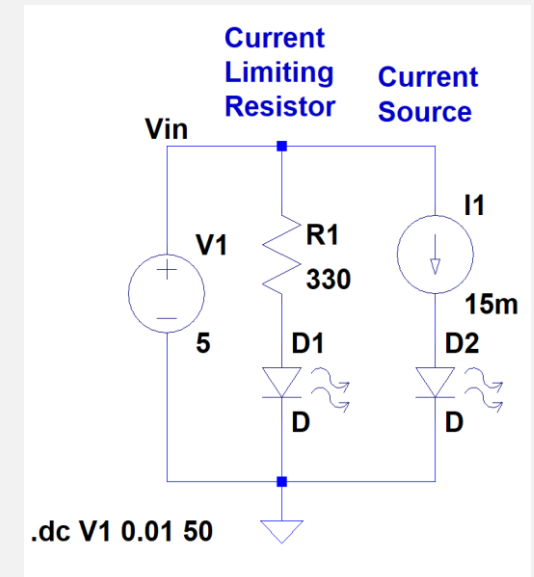 Current
Limiting
Resistor
Current
Source
Vin
V1
5
R1
330
D1
D
I1
15m
D2
D
.dc V1 0.01 50